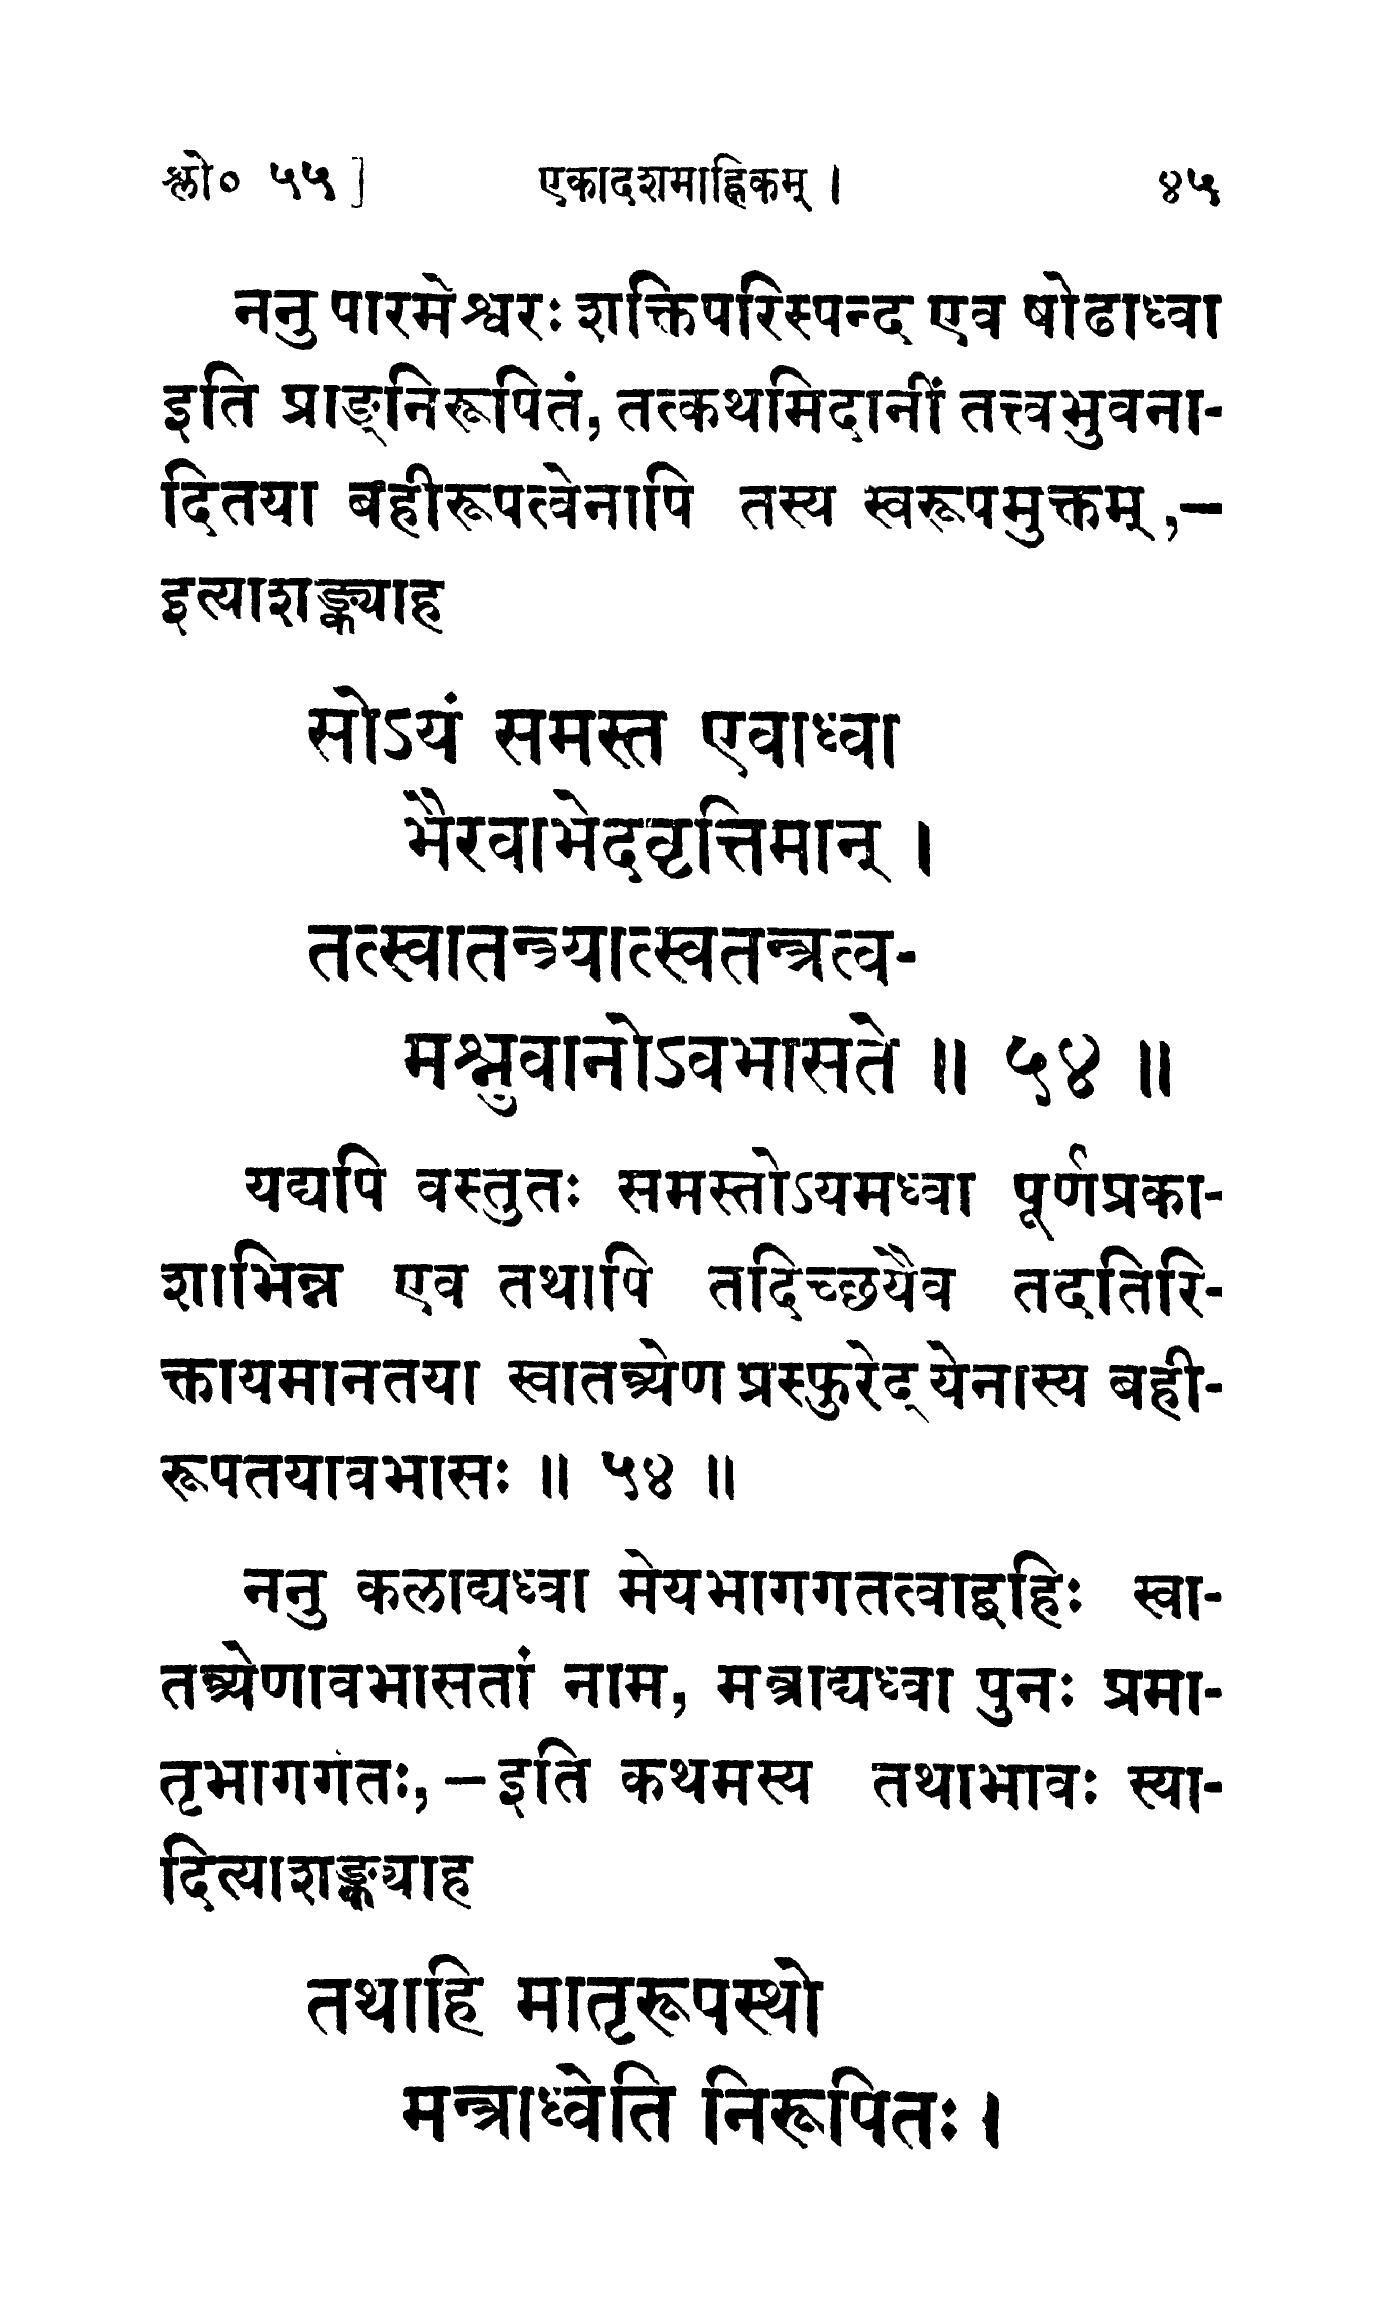 श्लो० ५५] एकादशमाह्निकम् । ४५
ननु पारमेश्वरः शक्तिपरिस्पन्द एव षोढाध्वा
इति प्राङ्निरूपितं, तत्कथमिदानीं तत्त्वभुवना-
दितया बहीरूपत्वेनापि तस्य स्वरूपमुक्तम्,—
इत्याशङ्क्याह
सोऽयं समस्त एवाध्वा
भैरवाभेदवृत्तिमान् ।
तत्स्वातन्त्र्यात्स्वतन्त्रत्व-
मश्नुवानोऽवभासते ॥ ५४ ॥
यद्यपि वस्तुतः समस्तोऽयमध्वा पूर्णप्रका-
शाभिन्न एव तथापि तदिच्छयैव तदतिरि-
क्तायमानतया स्वातन्त्र्येण प्रस्फुरेद् येनास्य बही-
रूपतयावभासः ॥ ५४ ॥
ननु कलाद्यध्वा मेयभागगतत्वाद्बहिः स्वा-
तन्त्र्येणावभासतां नाम, मन्त्राद्यध्वा पुनः प्रमा-
तृभागगतः,—इति कथमस्य तथाभावः स्या-
दित्याशङ्क्याह
तथाहि मातृरूपस्थो
मन्त्राध्वेति निरूपितः ।